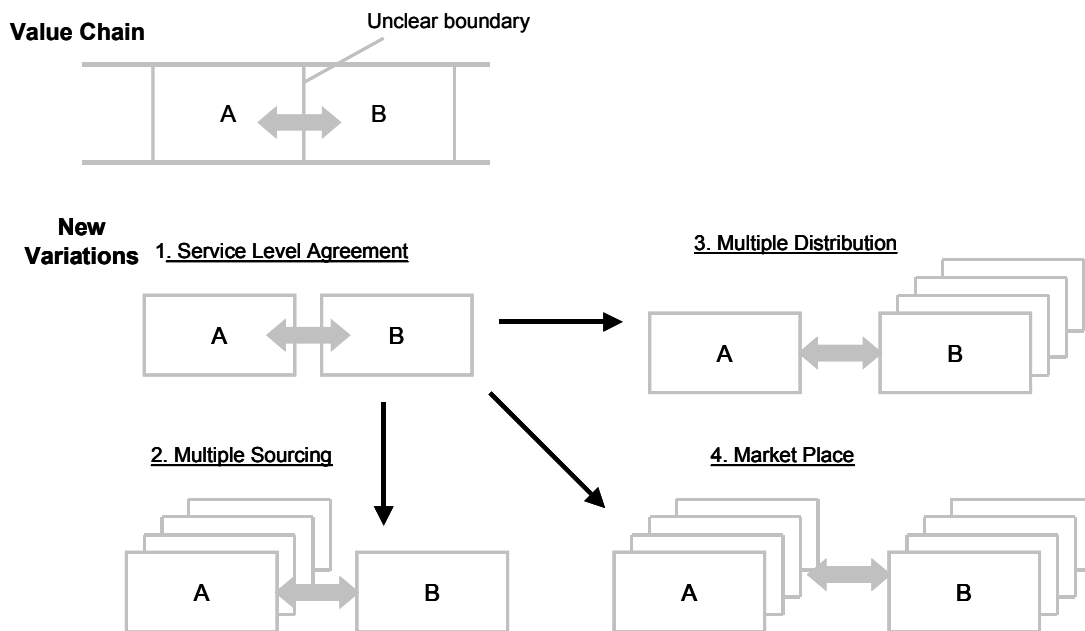 Unclear boundary
Value Chain
A
B
New
Variations
1. Service Level Agreement
A
B
3. Multiple Distribution
A
B
2. Multiple Sourcing
A
B
4. Market Place
A
B